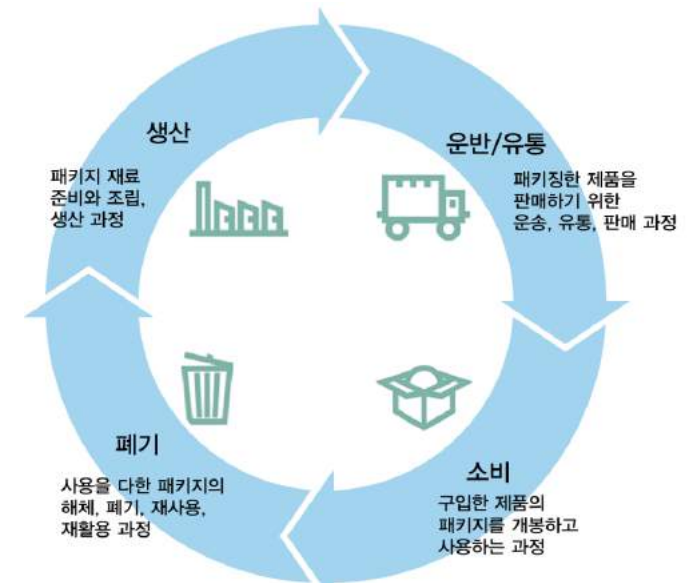 생산
패키지 재료
준비와 조립,
생산 과정
운반/유통
패키징한 제품을
판매하기 위한
운송, 유통, 판매 과정
소비
구입한 제품의
패키지를 개봉하고
사용하는 과정
폐기
사용을 다한 패키지의
해체, 폐기, 재사용,
재활용 과정